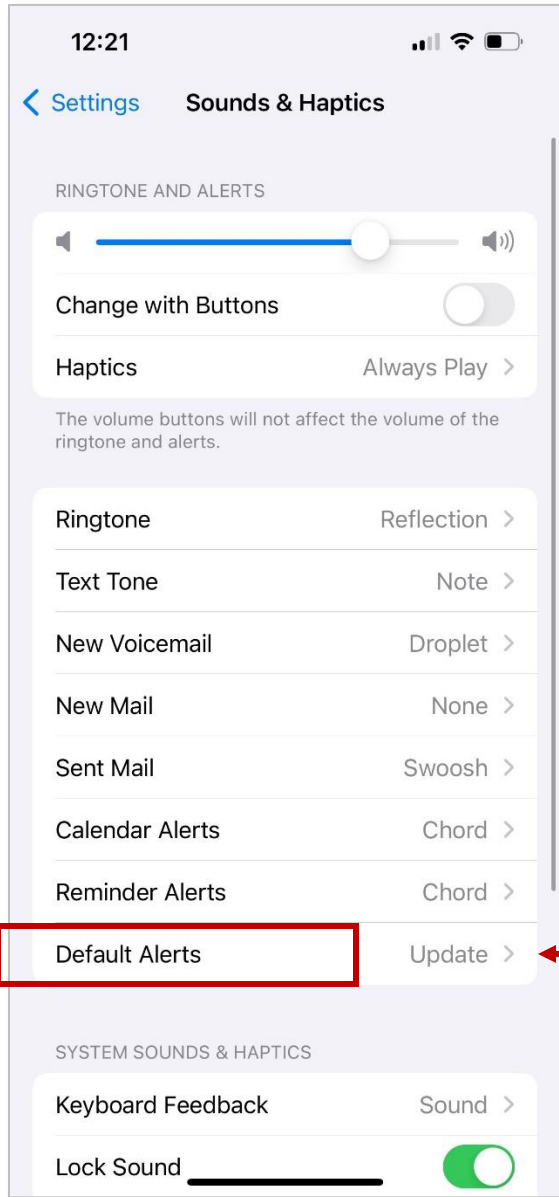 12:21
Settings Sounds & Haptics
RINGTONE AND ALERTS
Change with Buttons
Haptics Always Play
The volume buttons will not affect the volume of the
ringtone and alerts.
Ringtone Reflection
Text Tone Note
New Voicemail Droplet
New Mail None
Sent Mail Swoosh
Calendar Alerts Chord
Reminder Alerts Chord
Default Alerts Update
SYSTEM SOUNDS & HAPTICS
Keyboard Feedback Sound
Lock Sound